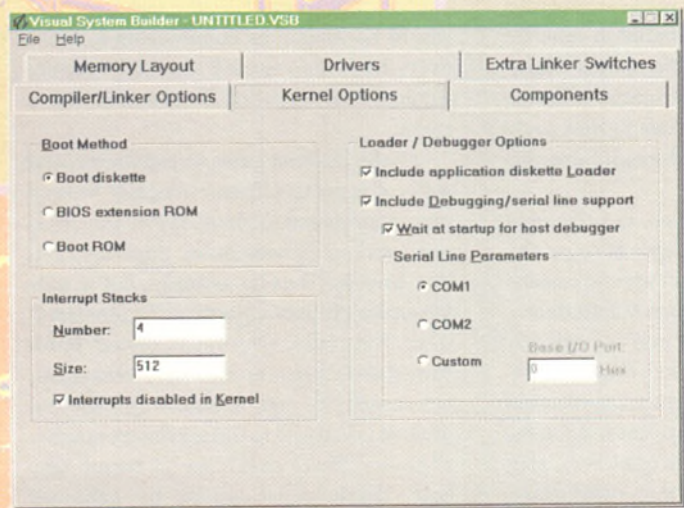 Visual System Builder - UNTITLED.VSB
File Help
Memory Layout Drivers Extra Linker Switches
Compiler/Linker Options Kernel Options Components
Boot Method
Boot diskette
BIOS extension ROM
Boot ROM
Interrupt Stacks
Number: 4
Size: 512
Interrupts disabled in Kernel
Loader / Debugger Options
Include application diskette Loader
Include Debugging/serial line support
Wait at startup for host debugger
Serial Line Parameters
COM1
COM2
Custom
Base I/O Port:
0 Hex